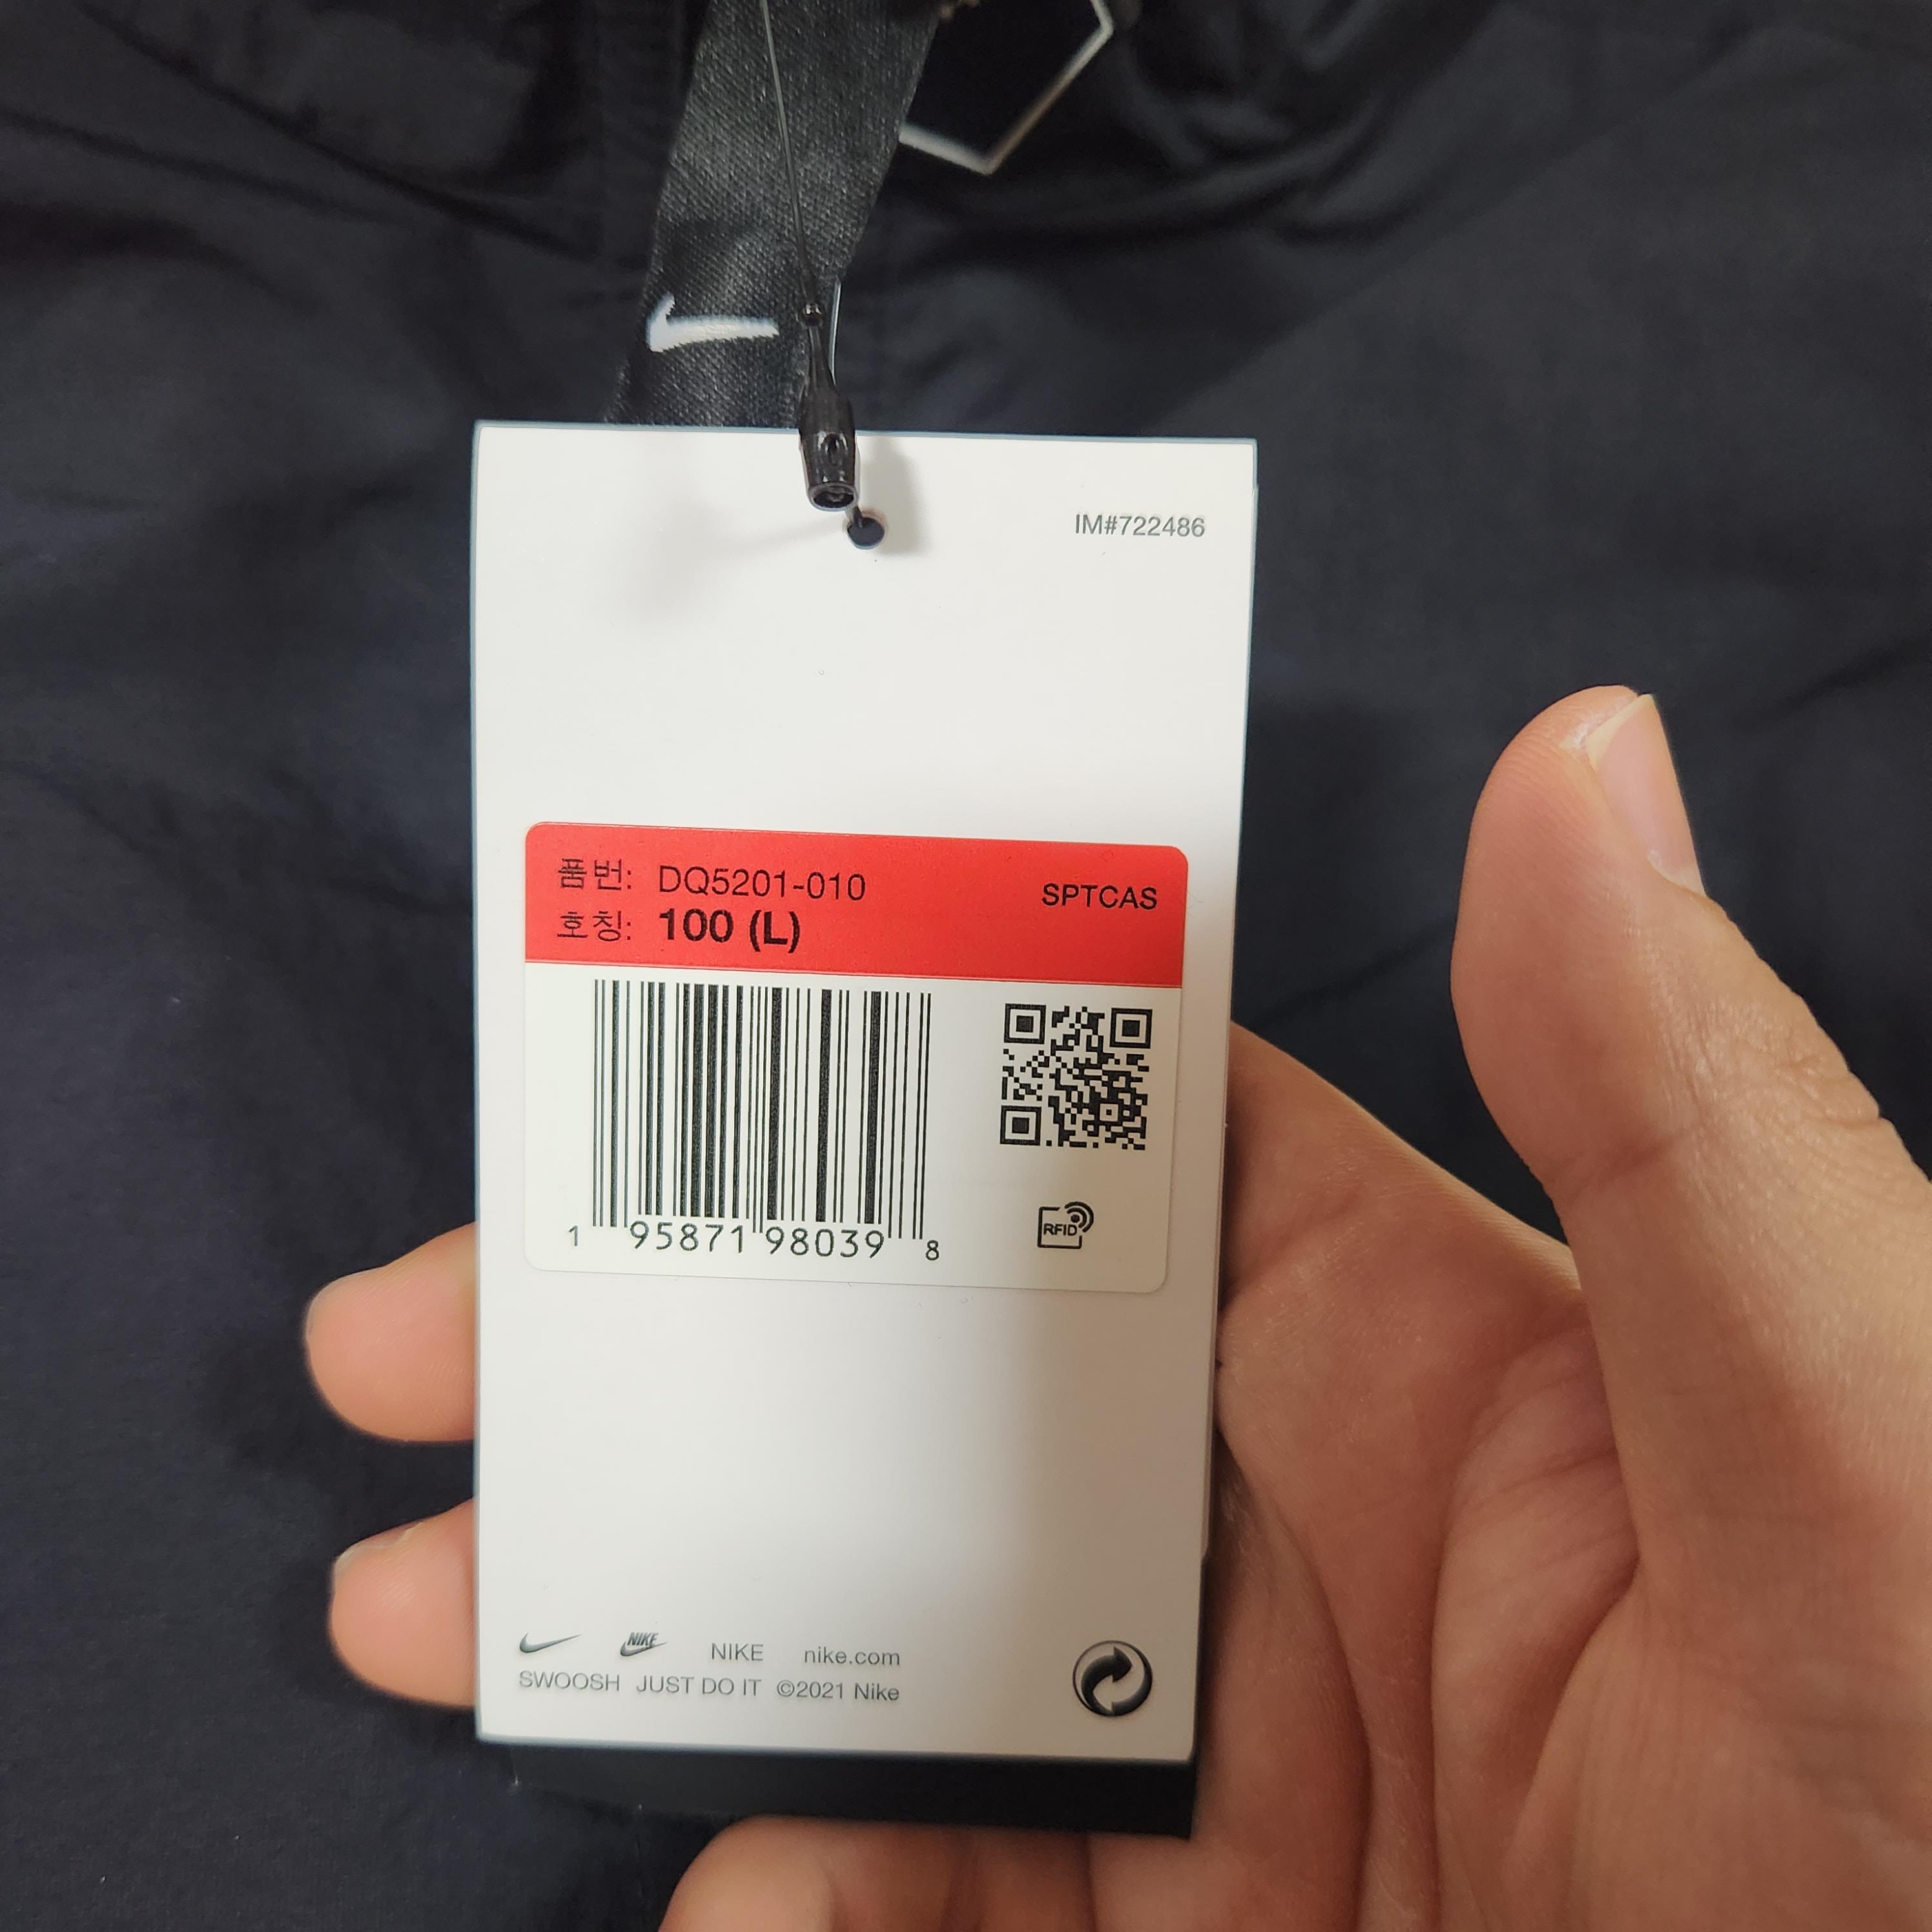 IM#722486
품번: DQ5201-010 SPTCAS
호칭: 100 (L)
1 95871 98039 8
RFID
NIKE NIKE nike.com
SWOOSH JUST DO IT ©2021 Nike